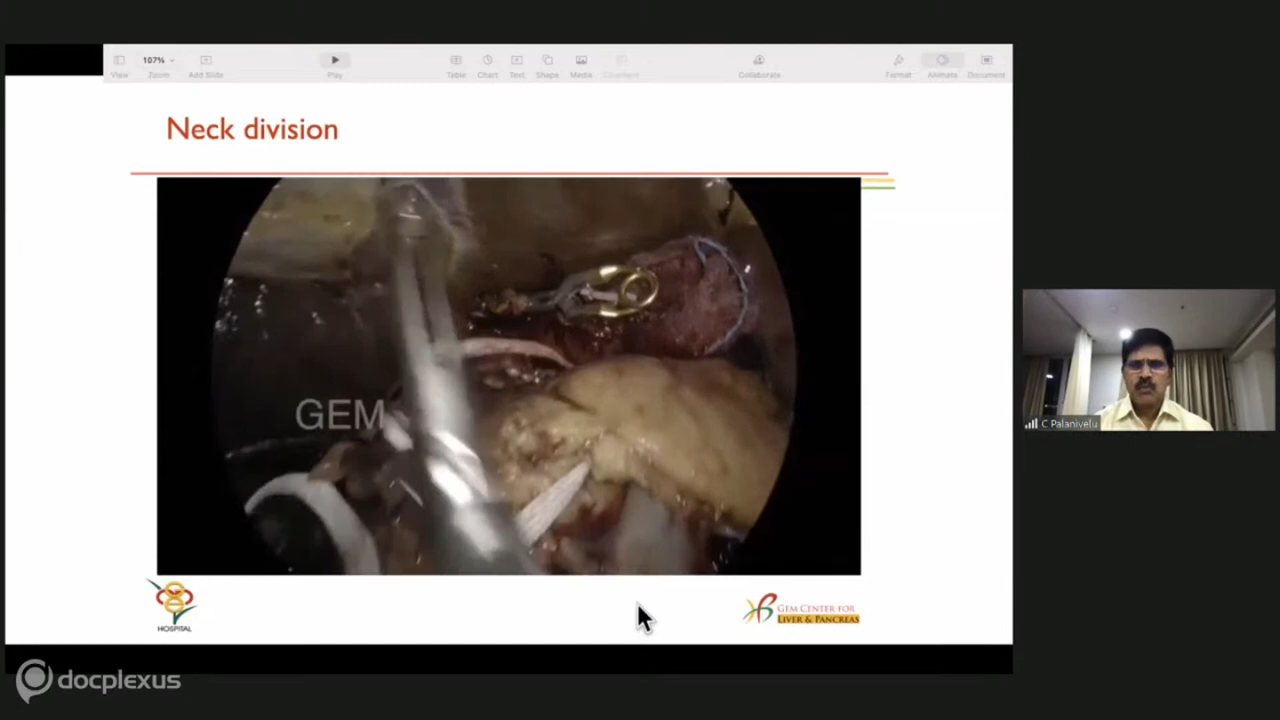 107%
View
Zoom
Add Slide
Play
Table
Chart
Text
Shape
Media
Comment
Collaborate
Format
Animate
Document
Neck division
GEM
C Palanivelu
HOSPITAL
GEM CENTER FOR
LIVER & PANCREAS
docplexus